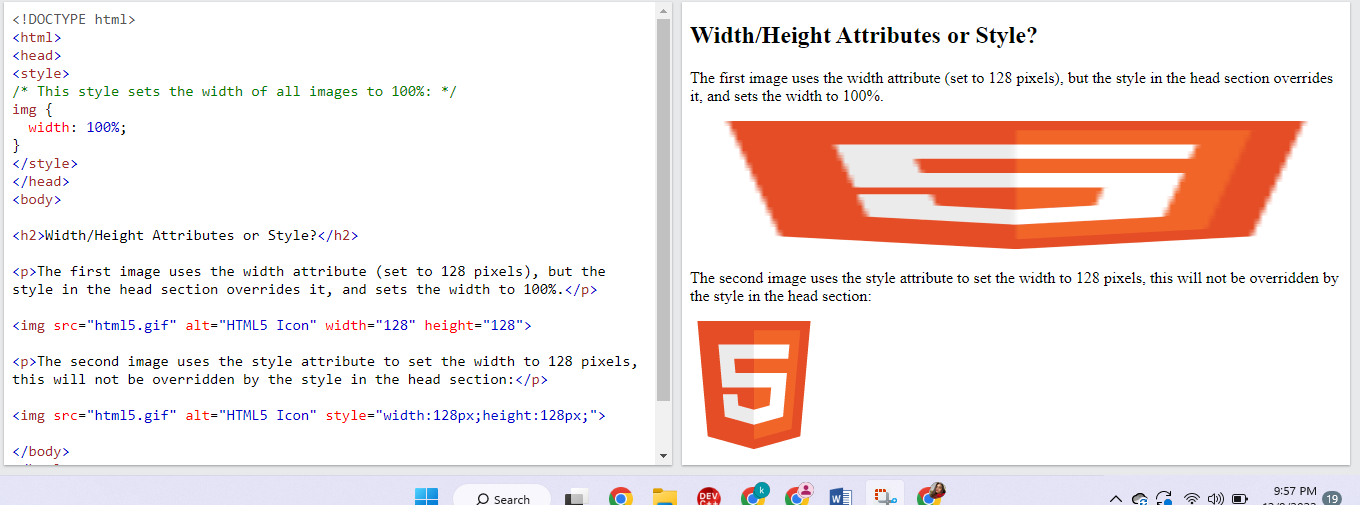 <!DOCTYPE html>
<html>
<head>
<style>
/* This style sets the width of all images to 100%: */
img {
  width: 100%;
}
</style>
</head>
<body>
<h2>Width/Height Attributes or Style?</h2>
<p>The first image uses the width attribute (set to 128 pixels), but the
style in the head section overrides it, and sets the width to 100%.</p>
<img src="html5.gif" alt="HTML5 Icon" width="128" height="128">
<p>The second image uses the style attribute to set the width to 128 pixels,
this will not be overridden by the style in the head section:</p>
<img src="html5.gif" alt="HTML5 Icon" style="width:128px;height:128px;">
</body>
Width/Height Attributes or Style?
The first image uses the width attribute (set to 128 pixels), but the style in the head section overrides
it, and sets the width to 100%.
5
The second image uses the style attribute to set the width to 128 pixels, this will not be overridden by
the style in the head section:
5
Search
DEV
k
W
9:57 PM
19